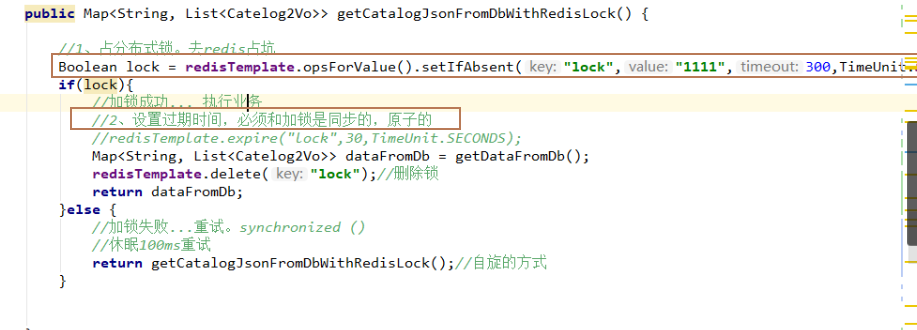 public Map<String, List<Catelog2Vo>> getCatalogJsonFromDbWithRedisLock() {
//1、占分布式锁。去redis占坑
Boolean lock = redisTemplate.opsForValue().setIfAbsent( key: "lock", value: "1111", timeout: 300,TimeUnit.
if(lock){
//加锁成功... 执行业务
//2、设置过期时间，必须和加锁是同步的，原子的
//redisTemplate.expire("lock",30,TimeUnit.SECONDS);
Map<String, List<Catelog2Vo>> dataFromDb = getDataFromDb();
redisTemplate.delete( key: "lock");//删除锁
return dataFromDb;
}else {
//加锁失败...重试。synchronized ()
//休眠100ms重试
return getCatalogJsonFromDbWithRedisLock();//自旋的方式
}